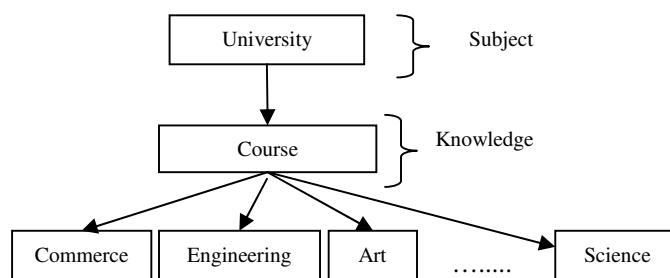 University
Subject
Course
Knowledge
Commerce
Engineering
Art
….....
Science